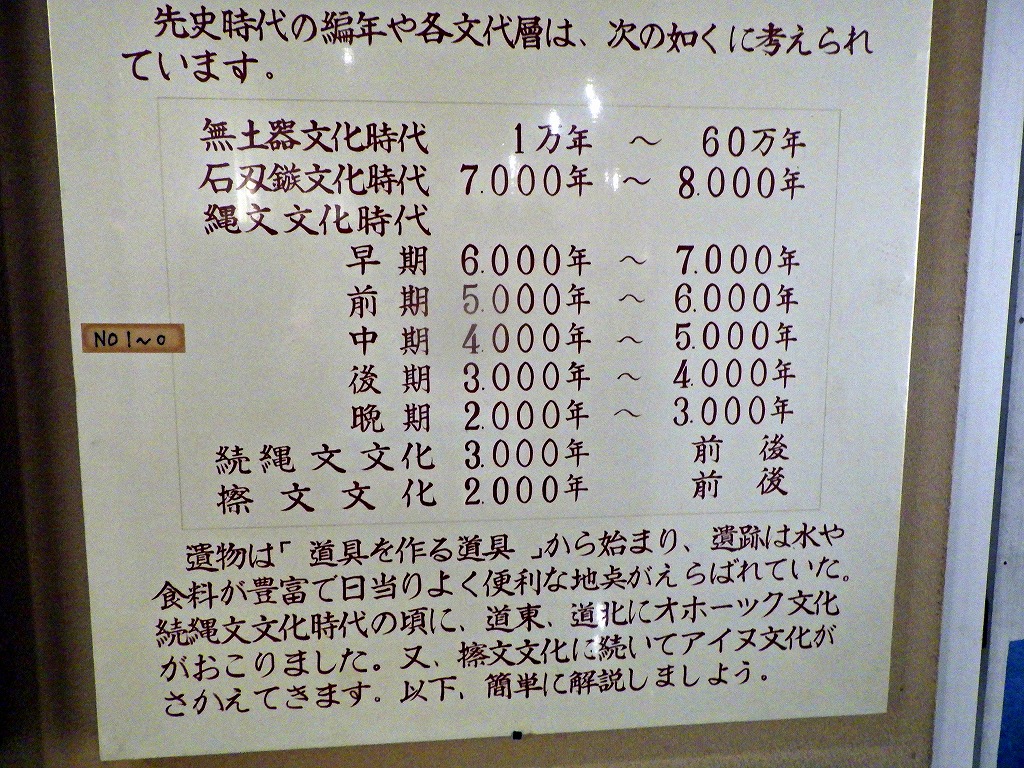 先史時代の編年や各文代層は、次の如くに考えられ
ています。
無土器文化時代 1万年 ～ 60万年
石刃鏃文化時代 7.000年 ～ 8.000年
縄文文化時代
早期 6.000年 ～ 7.000年
前期 5.000年 ～ 6.000年
中期 4.000年 ～ 5.000年
後期 3.000年 ～ 4.000年
晩期 2.000年 ～ 3.000年
続縄文文化 3.000年 前後
擦文文化 2.000年 前後
NO 1～0
遺物は「道具を作る道具」から始まり、遺跡は水や
食料が豊富で日当りよく便利な地点がえらばれていた。
続縄文文化時代の頃に、道東、道北にオホーツク文化
がおこりました。又、擦文文化に続いてアイヌ文化が
さかえてきます。以下、簡単に解説しましよう。